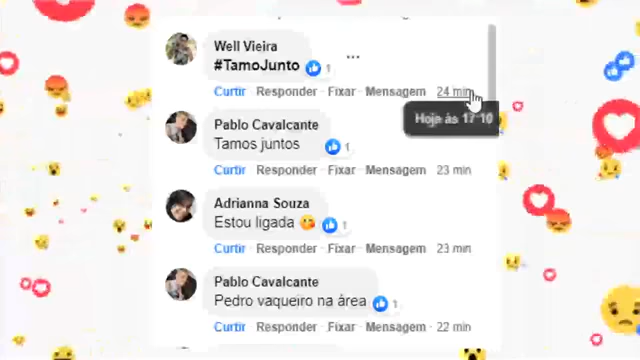 Well Vieira
#TamoJunto 1
Curtir · Responder · Fixar · Mensagem · 24 min
Hoje às 17:10
Pablo Cavalcante
Tamos juntos 1
Curtir · Responder · Fixar · Mensagem · 23 min
Adrianna Souza
Estou ligada 😘 1
Curtir · Responder · Fixar · Mensagem · 23 min
Pablo Cavalcante
Pedro vaqueiro na área 1
Curtir · Responder · Fixar · Mensagem · 22 min